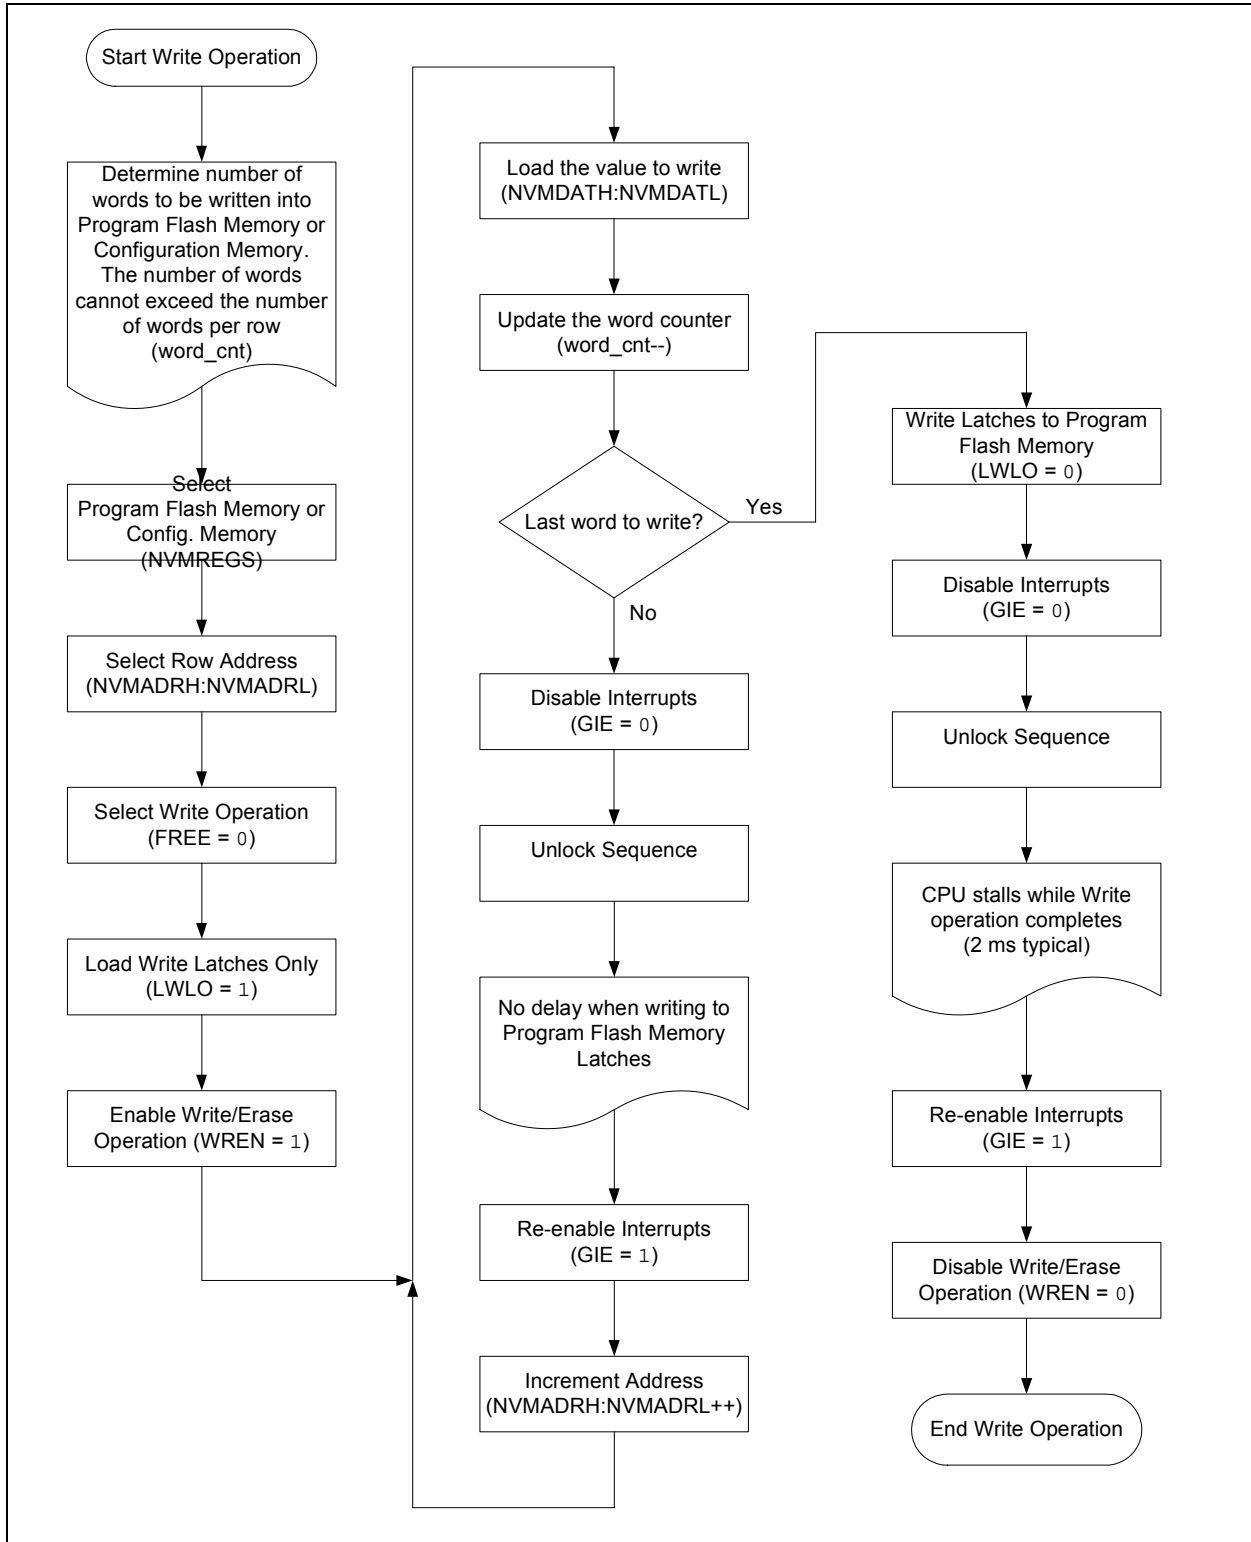 Start Write Operation
Determine number of
words to be written into
Program Flash Memory or
Configuration Memory.
The number of words
cannot exceed the number
of words per row
(word_cnt)
Select
Program Flash Memory or
Config. Memory
(NVMREGS)
Select Row Address
(NVMADRH:NVMADRL)
Select Write Operation
(FREE = 0)
Load Write Latches Only
(LWLO = 1)
Enable Write/Erase
Operation (WREN = 1)
Load the value to write
(NVMDATH:NVMDATL)
Update the word counter
(word_cnt--)
Last word to write?
Yes
No
Disable Interrupts
(GIE = 0)
Unlock Sequence
No delay when writing to
Program Flash Memory
Latches
Re-enable Interrupts
(GIE = 1)
Increment Address
(NVMADRH:NVMADRL++)
Write Latches to Program
Flash Memory
(LWLO = 0)
Disable Interrupts
(GIE = 0)
Unlock Sequence
CPU stalls while Write
operation completes
(2 ms typical)
Re-enable Interrupts
(GIE = 1)
Disable Write/Erase
Operation (WREN = 0)
End Write Operation